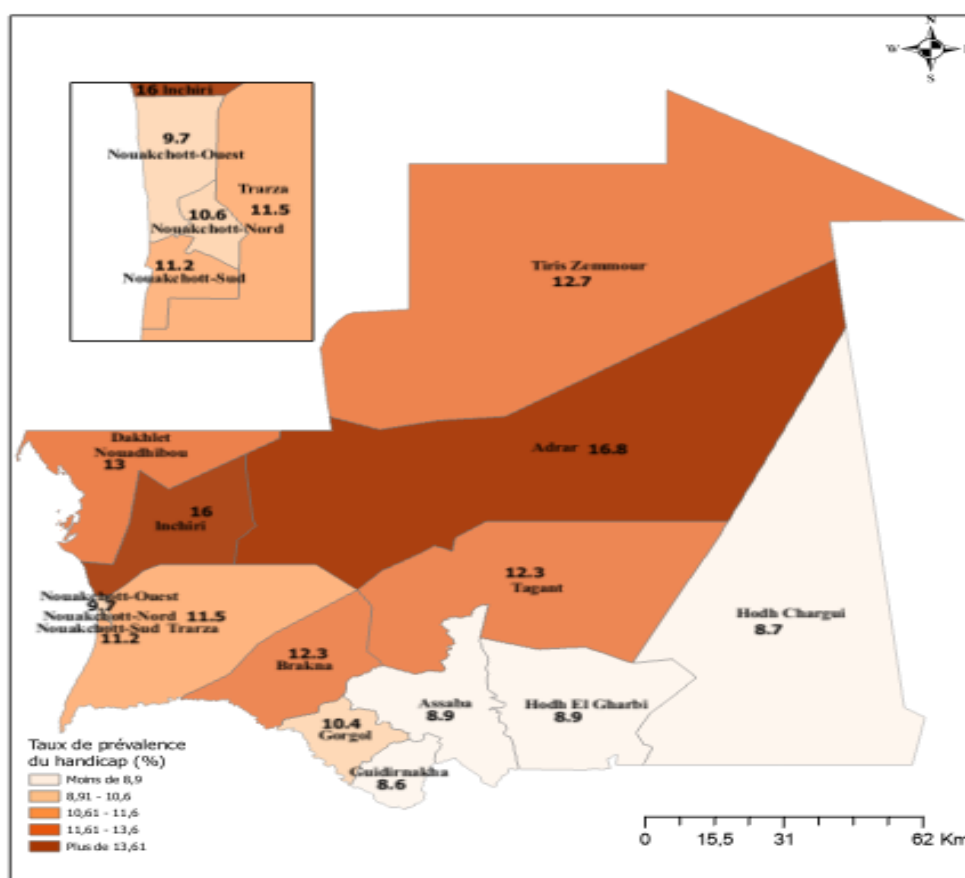 N
W
S
16 Inchiri
9.7
Nouakchott-Ouest
Trarza
11.5
10.6
Nouakchott-Nord
11.2
Nouakchott-Sud
Tiris Zemmour
12.7
Dakhlet
Nouadhibou
13
Adrar 16.8
16
Inchiri
12.3
Tagant
Nouakchott-Ouest
9.7
Nouakchott-Nord 11.5
Nouakchott-Sud Trarza
11.2
Hodh Chargui
8.7
12.3
Brakna
Assaba
8.9
Hodh El Gharbi
8.9
10.4
Gorgol
Guidimakha
8.6
Taux de prévalence
du handicap (%)
Moins de 8,9
8,91 - 10,6
10,61 - 11,6
11,61 - 13,6
Plus de 13,61
0 15,5 31 62 Km